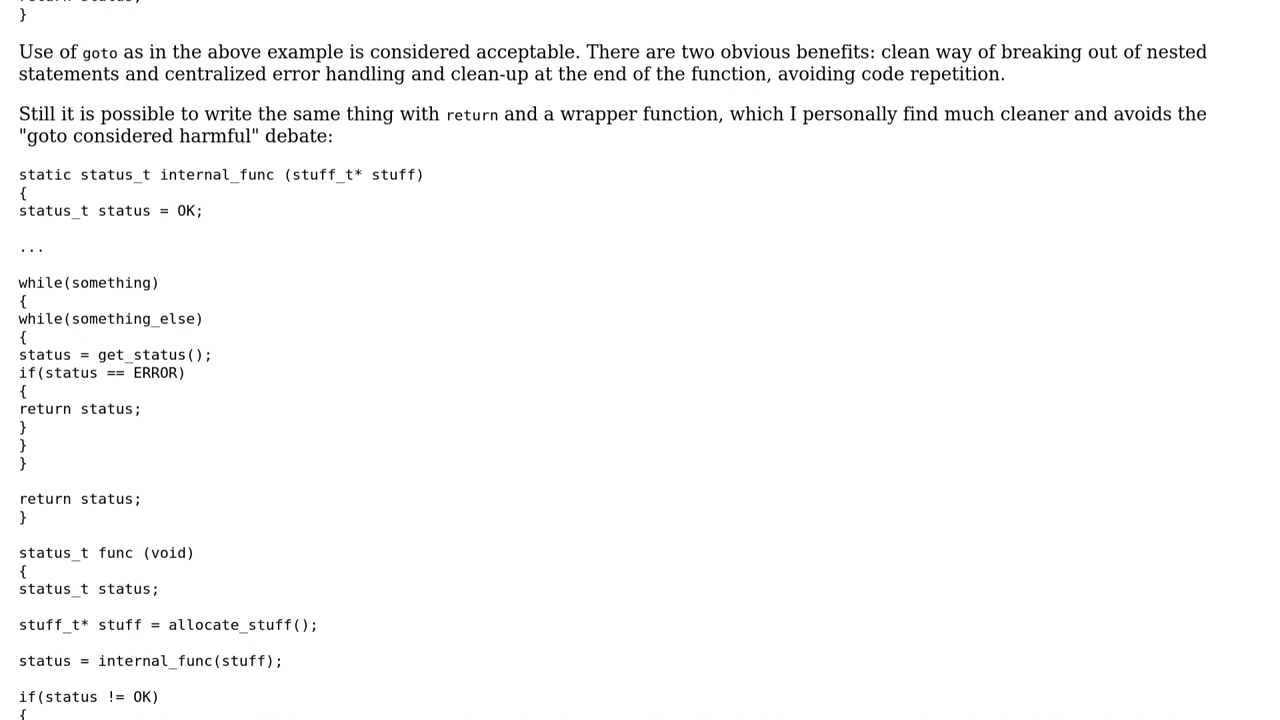 }
Use of goto as in the above example is considered acceptable. There are two obvious benefits: clean way of breaking out of nested
statements and centralized error handling and clean-up at the end of the function, avoiding code repetition.
Still it is possible to write the same thing with return and a wrapper function, which I personally find much cleaner and avoids the
"goto considered harmful" debate:
static status_t internal_func (stuff_t* stuff)
{
status_t status = OK;
...
while(something)
{
while(something_else)
{
status = get_status();
if(status == ERROR)
{
return status;
}
}
}
return status;
}
status_t func (void)
{
status_t status;
stuff_t* stuff = allocate_stuff();
status = internal_func(stuff);
if(status != OK)
{